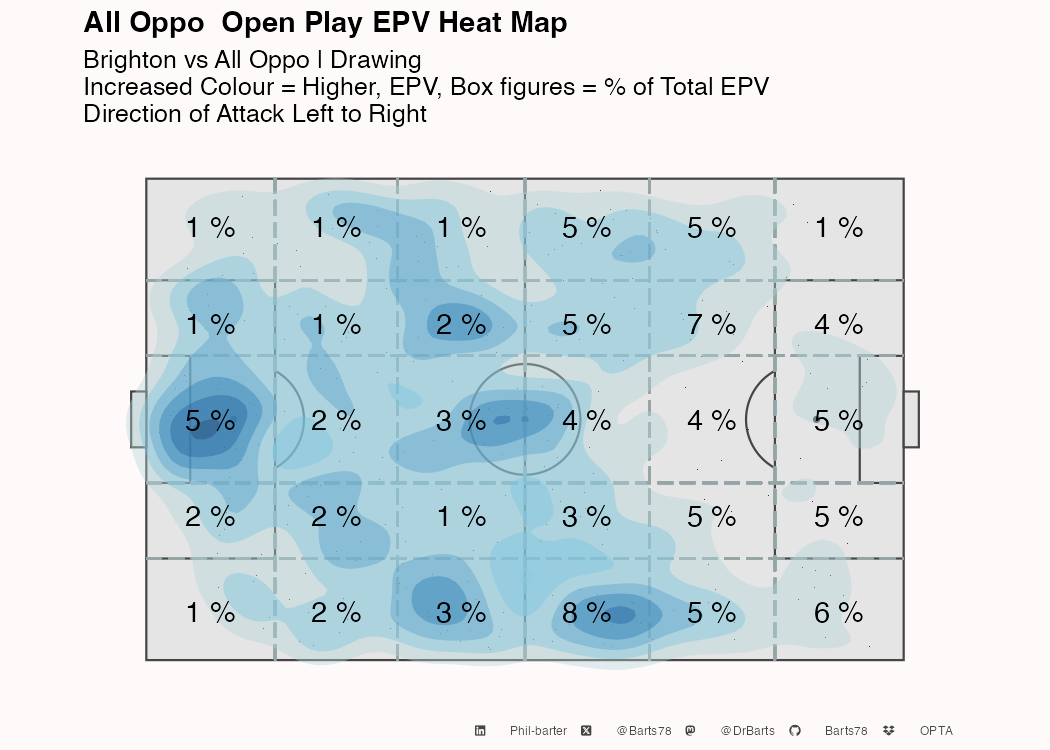 All Oppo  Open Play EPV Heat Map
Brighton vs All Oppo | Drawing
Increased Colour = Higher, EPV, Box figures = % of Total EPV
Direction of Attack Left to Right
1 % 1 % 1 % 5 % 5 % 1 %
1 % 1 % 2 % 5 % 7 % 4 %
5 % 2 % 3 % 4 % 4 % 5 %
2 % 2 % 1 % 3 % 5 % 5 %
1 % 2 % 3 % 8 % 5 % 6 %
Phil-barter @Barts78 @DrBarts Barts78 OPTA